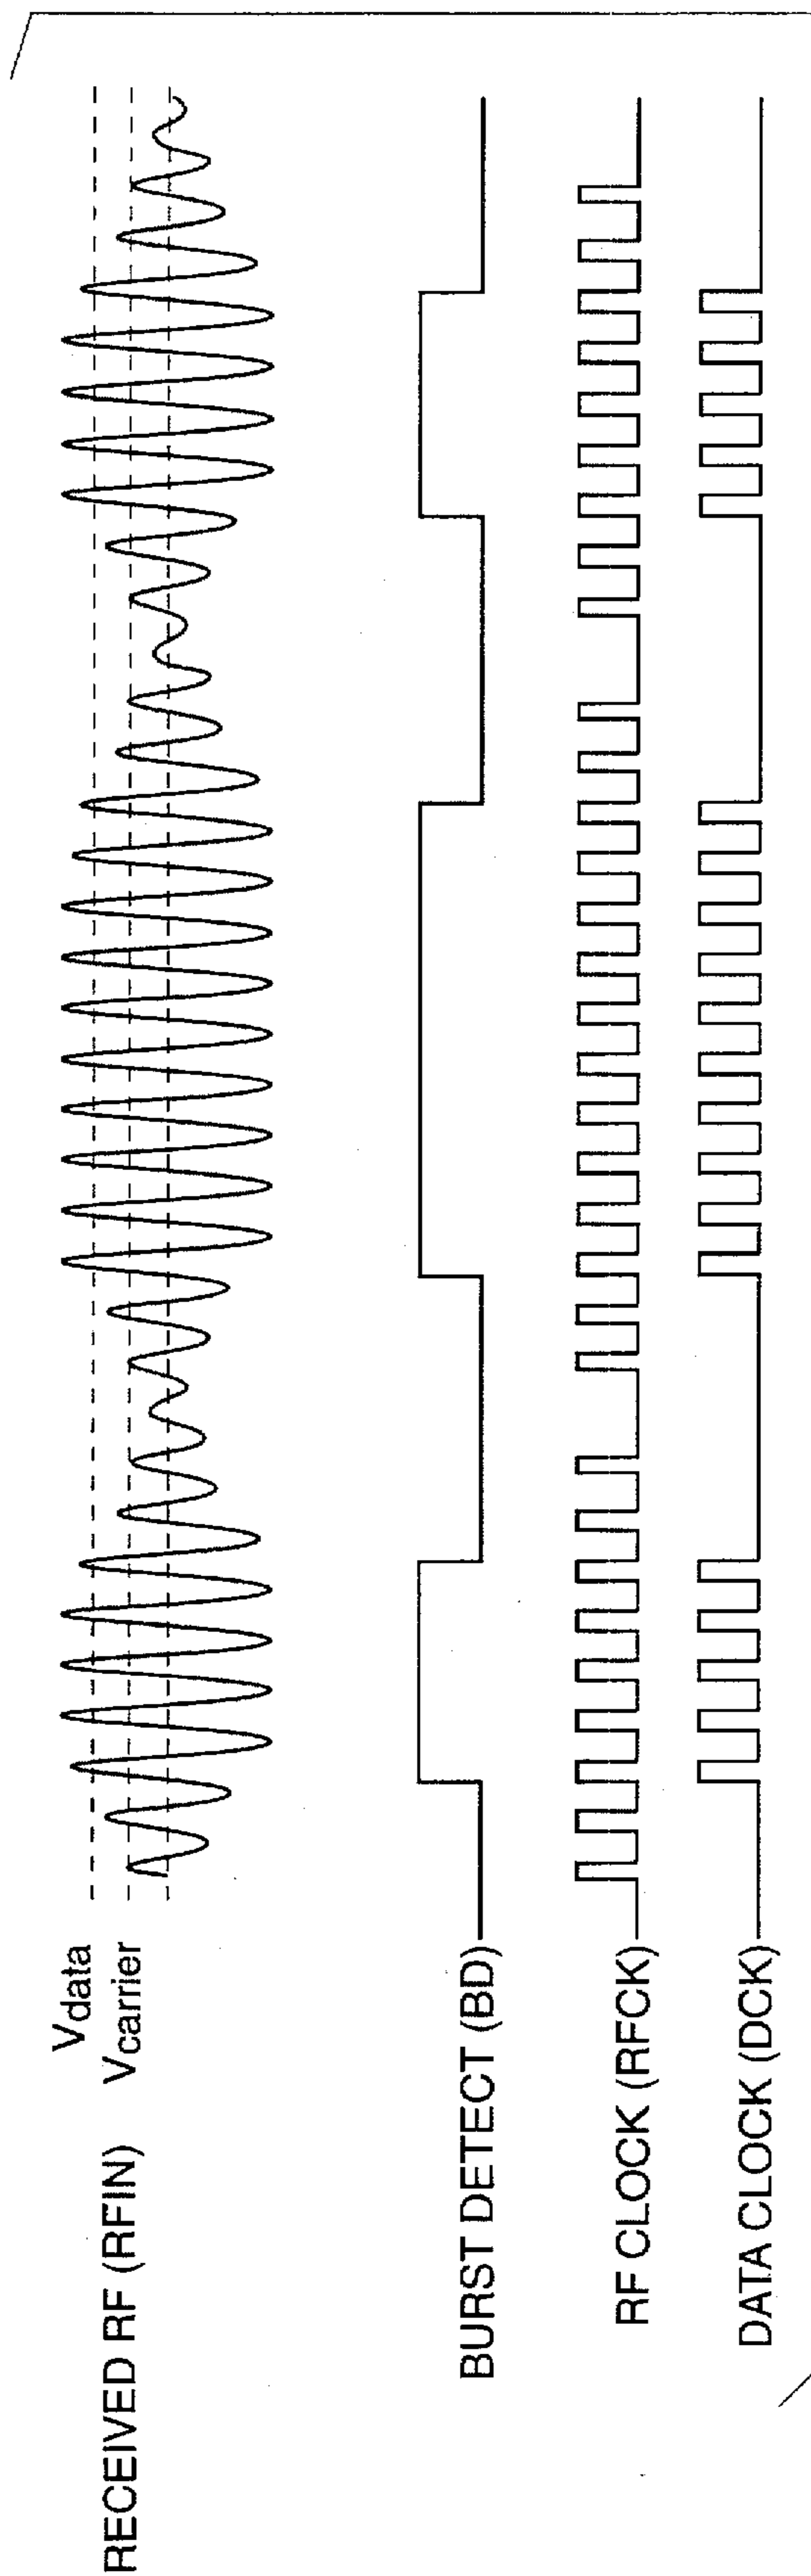 Vdata
RECEIVED RF (RFIN) Vcarrier
BURST DETECT (BD)
RF CLOCK (RFCK)
DATA CLOCK (DCK)